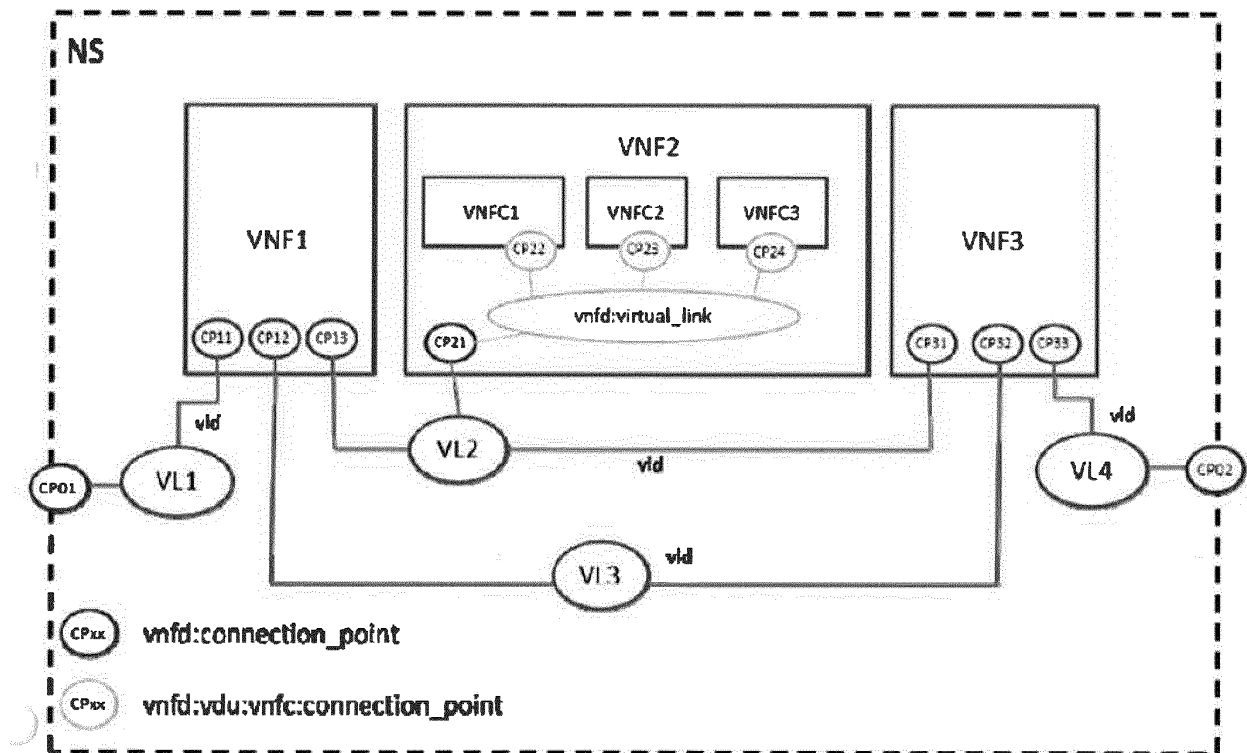 NS
VNF1
VNF2
VNF3
VNFC1
VNFC2
VNFC3
CP22
CP23
CP24
vnfd:virtual_link
CP11
CP12
CP13
CP21
CP31
CP32
CP33
vld
VL2
vld
vld
CP01
VL1
VL4
CP02
VL3
vld
CPxx
vnfd:connection_point
CPxx
vnfd:vdu:vnfc:connection_point